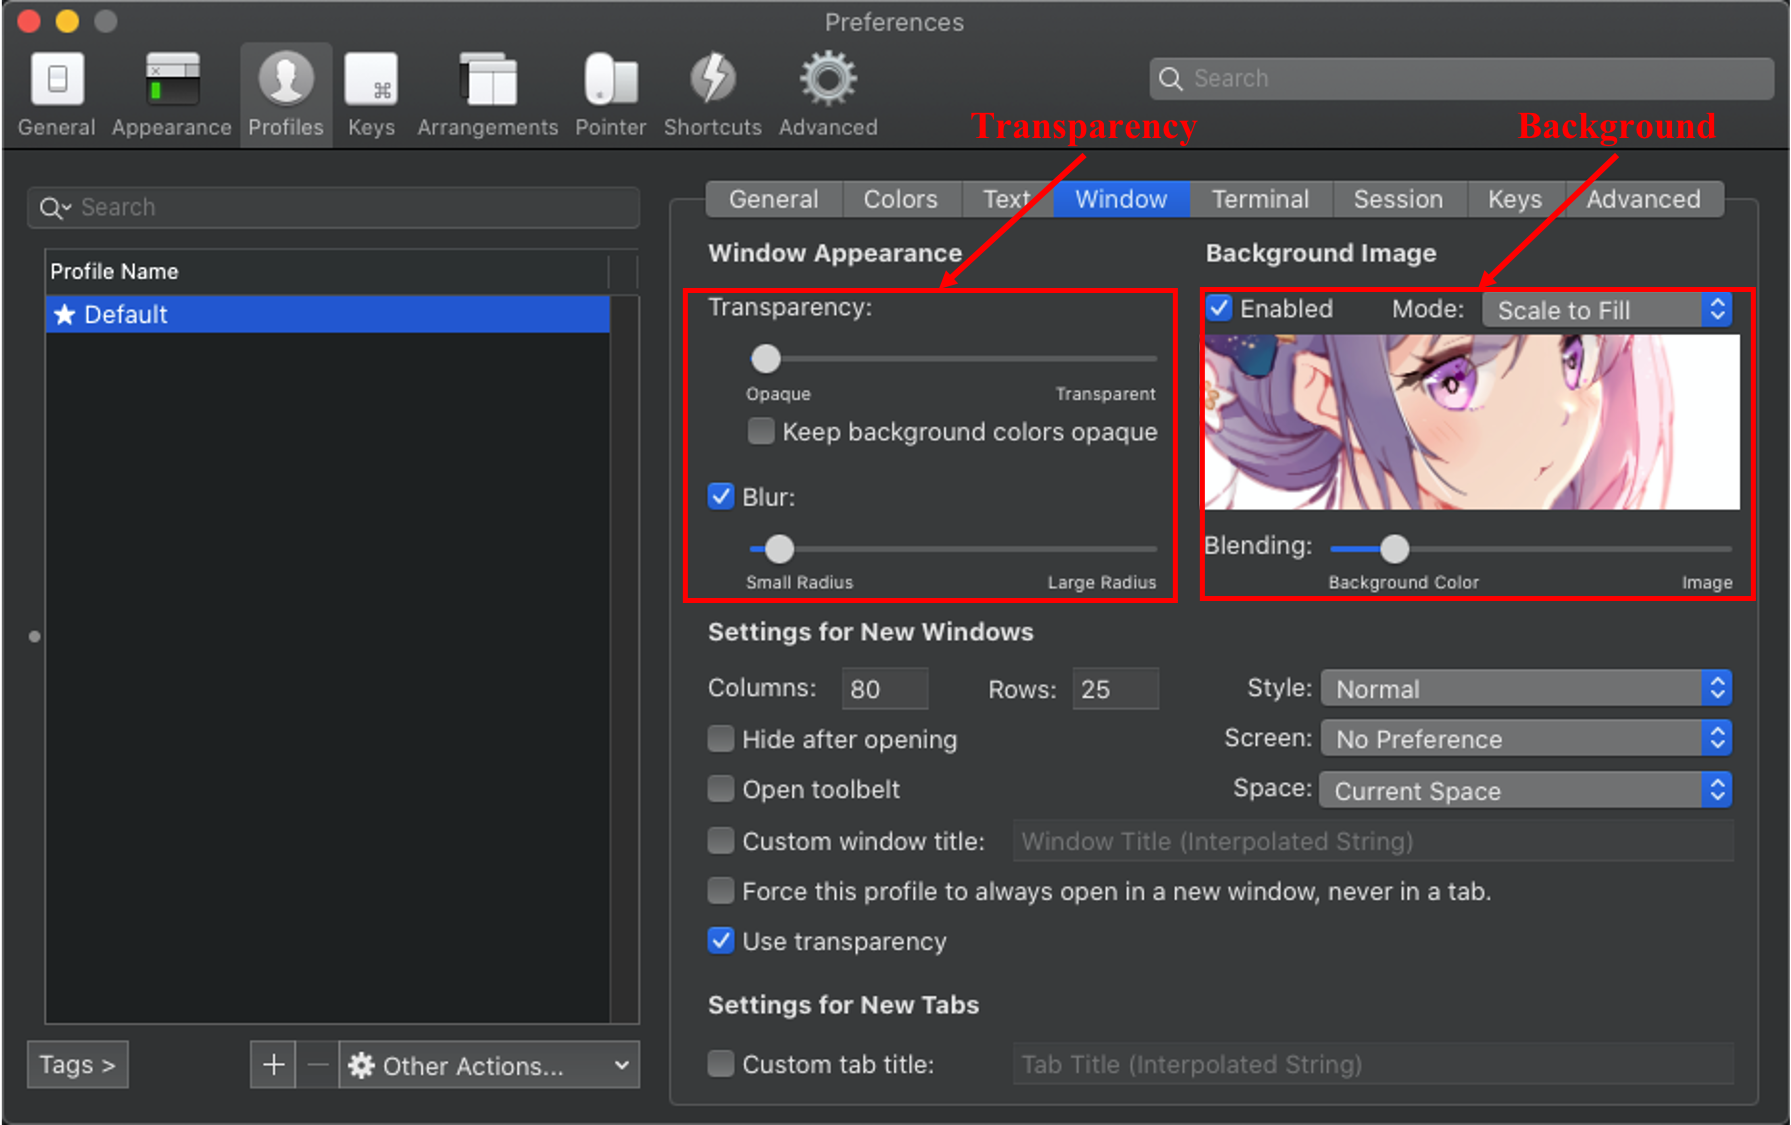 Preferences
General Appearance Profiles Keys Arrangements Pointer Shortcuts Advanced
Search
Transparency Background
Search
General Colors Text Window Terminal Session Keys Advanced
Profile Name
Default
Window Appearance
Transparency:
Opaque Transparent
Keep background colors opaque
Blur:
Small Radius Large Radius
Background Image
Enabled Mode: Scale to Fill
Blending:
Background Color Image
Settings for New Windows
Columns: 80 Rows: 25 Style: Normal
Hide after opening Screen: No Preference
Open toolbelt Space: Current Space
Custom window title: Window Title (Interpolated String)
Force this profile to always open in a new window, never in a tab.
Use transparency
Settings for New Tabs
Custom tab title: Tab Title (Interpolated String)
Tags > + − Other Actions...